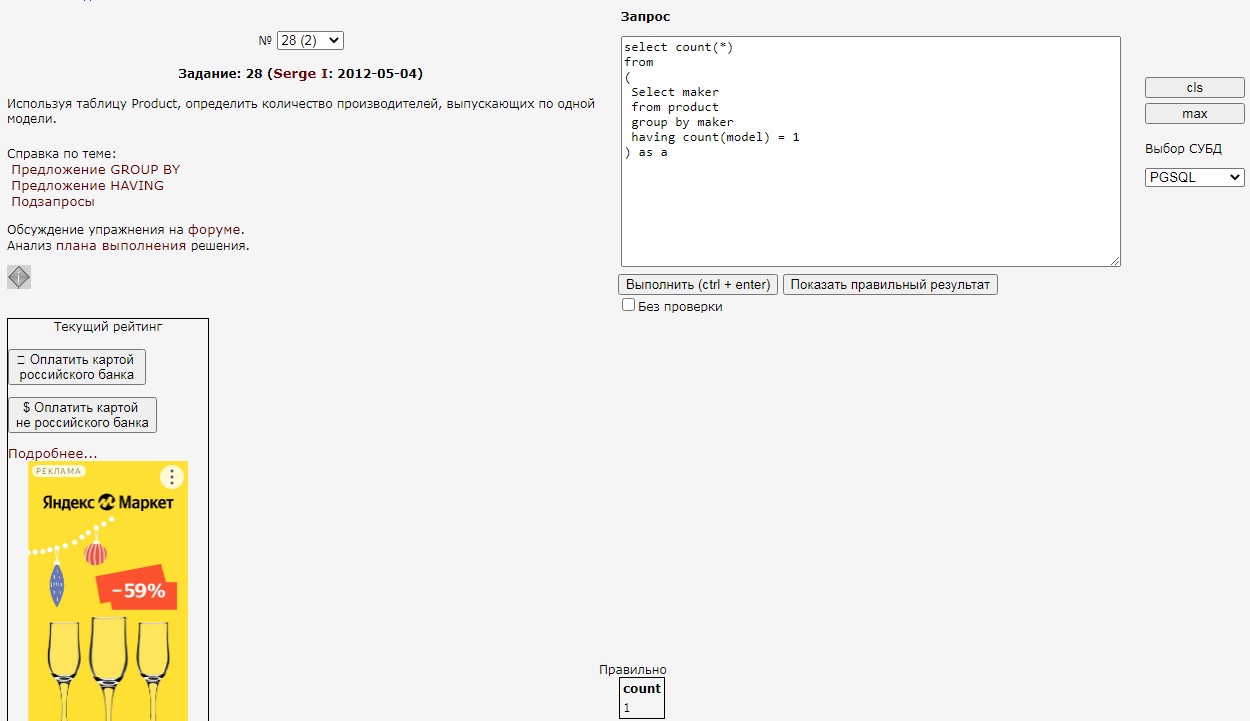 № 28 (2)
Задание: 28 (Serge I: 2012-05-04)
Используя таблицу Product, определить количество производителей, выпускающих по одной
модели.
Справка по теме:
Предложение GROUP BY
Предложение HAVING
Подзапросы
Обсуждение упражнения на форуме.
Анализ плана выполнения решения.
Текущий рейтинг
Оплатить картой
российского банка
$ Оплатить картой
не российского банка
Подробнее...
РЕКЛАМА
Яндекс Маркет
–59%
Запрос
select count(*)
from
(
Select maker
from product
group by maker
having count(model) = 1
) as a
Выполнить (ctrl + enter) Показать правильный результат
Без проверки
cls
max
Выбор СУБД
PGSQL
Правильно
count
1